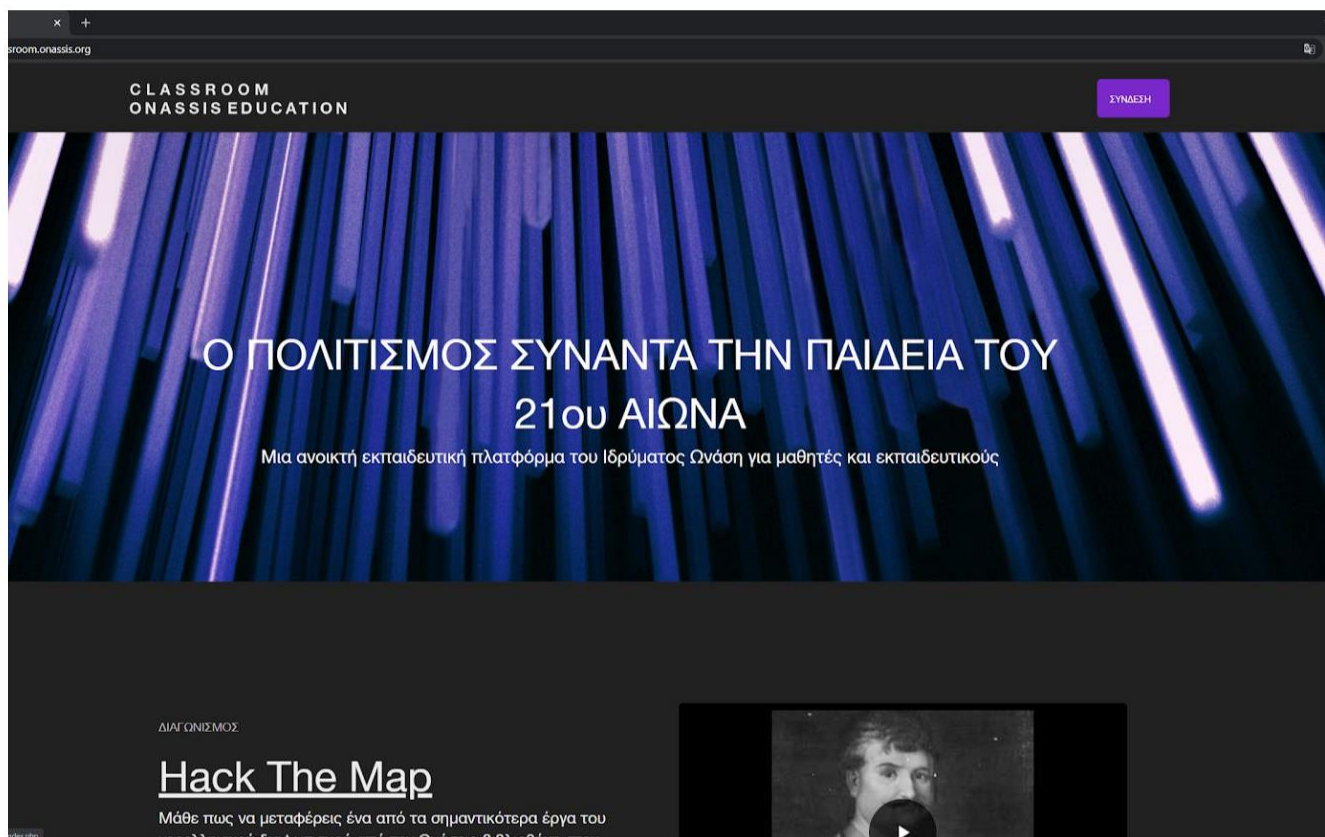 sroom.onassis.org
CLASSROOM
ONASSIS EDUCATION
ΣΥΝΔΕΣΗ
Ο ΠΟΛΙΤΙΣΜΟΣ ΣΥΝΑΝΤΑ ΤΗΝ ΠΑΙΔΕΙΑ ΤΟΥ
21ου ΑΙΩΝΑ
Μια ανοικτή εκπαιδευτική πλατφόρμα του Ιδρύματος Ωνάση για μαθητές και εκπαιδευτικούς
ΔΙΑΓΩΝΙΣΜΟΣ
Hack The Map
Μάθε πως να μεταφέρεις ένα από τα σημαντικότερα έργα του